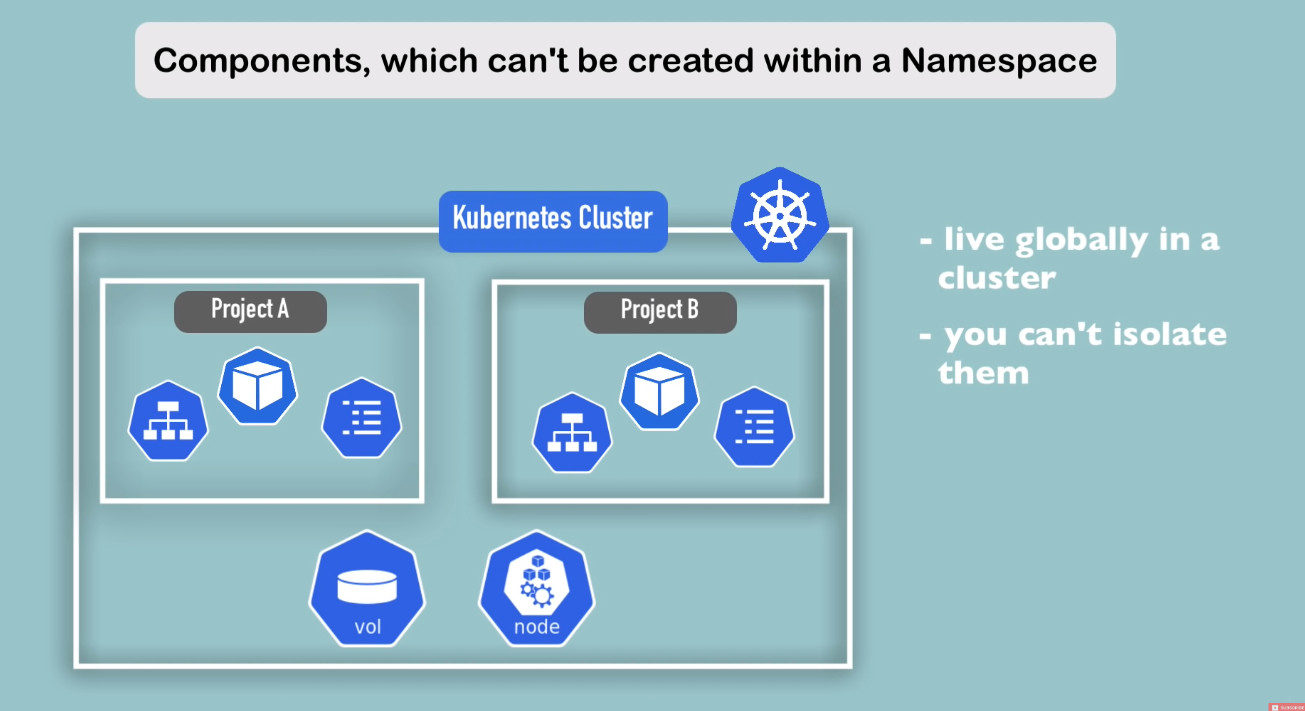 Components, which can't be created within a Namespace
Kubernetes Cluster
- live globally in a
cluster
- you can't isolate
them
Project A
Project B
vol
node
SUBSCRIBE